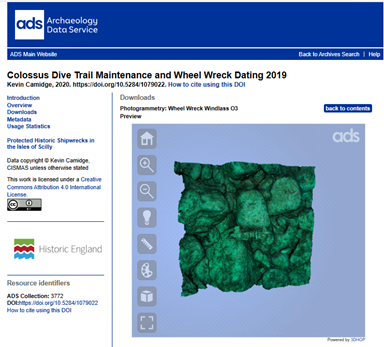 ads
Archaeology
Data Service
ADS Main Website
Back to Archives Search | Help
Colossus Dive Trail Maintenance and Wheel Wreck Dating 2019
Kevin Camidge, 2020. https://doi.org/10.5284/1079022. How to cite using this DOI
Introduction
Overview
Downloads
Metadata
Usage Statistics
Protected Historic Shipwrecks in
the Isles of Scilly
Data copyright © Kevin Camidge,
CISMAS unless otherwise stated
This work is licensed under a Creative
Commons Attribution 4.0 International
License.
cc
BY
Historic England
Resource identifiers
ADS Collection: 3772
DOI:https://doi.org/10.5284/1079022
How to cite using this DOI
Downloads
Photogrammetry: Wheel Wreck Windlass O3
back to contents
Preview
ads
Powered by 3DHOP